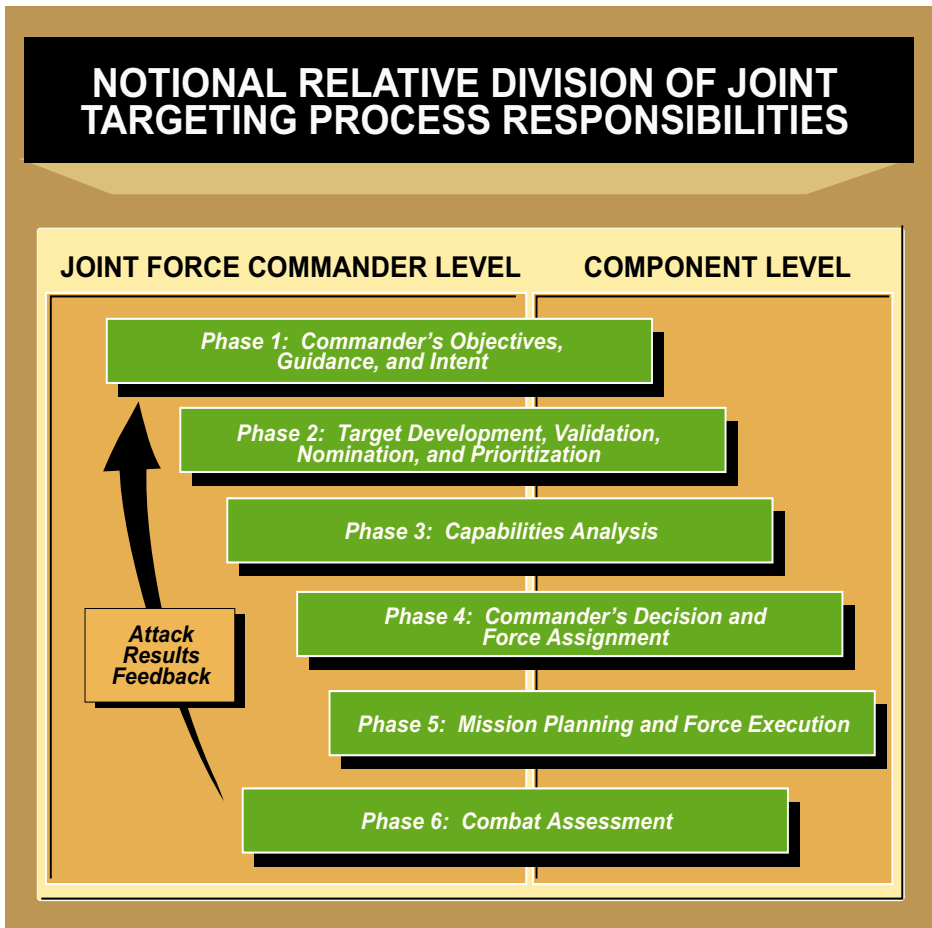 NOTIONAL RELATIVE DIVISION OF JOINT
TARGETING PROCESS RESPONSIBILITIES
JOINT FORCE COMMANDER LEVEL
COMPONENT LEVEL
Phase 1: Commander's Objectives,
Guidance, and Intent
Phase 2: Target Development, Validation,
Nomination, and Prioritization
Phase 3: Capabilities Analysis
Phase 4: Commander's Decision and
Force Assignment
Attack
Results
Feedback
Phase 5: Mission Planning and Force Execution
Phase 6: Combat Assessment